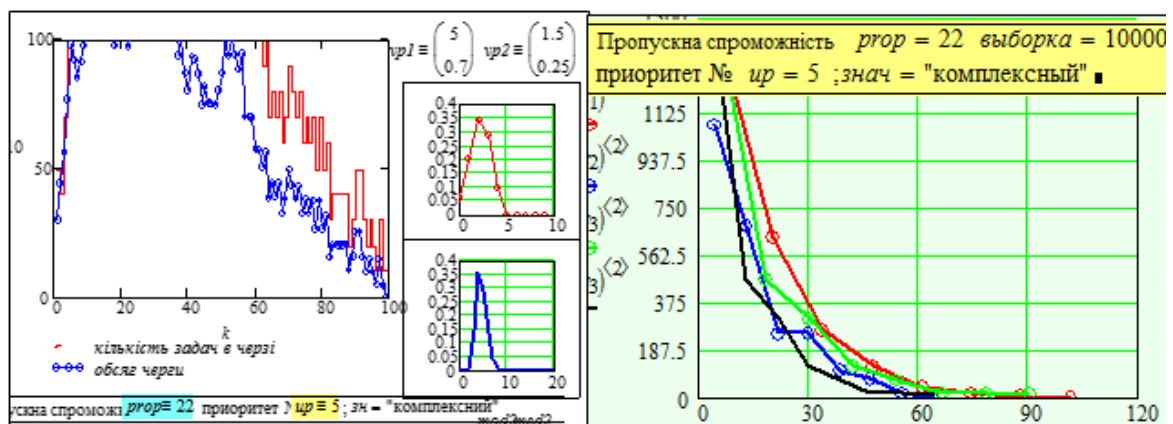 100
50
0
0 20 40 60 80 100
k
кількість задач в черзі
обсяг черги
vp1 ≡ (5 0.7) vp2 ≡ (1.5 0.25)
0.4
0.35
0.3
0.25
0.2
0.15
0.1
0.05
0
0 5 10
0.4
0.35
0.3
0.25
0.2
0.15
0.1
0.05
0
0 10 20
prop ≡ 22 приоритет № ир ≡ 5 ; зн = "комплексний"
Пропускна спроможність prop = 22 выборка = 10000
приоритет № ир = 5 ;знач = "комплексный"
1125
937.5
750
562.5
375
187.5
0
0 30 60 90 120